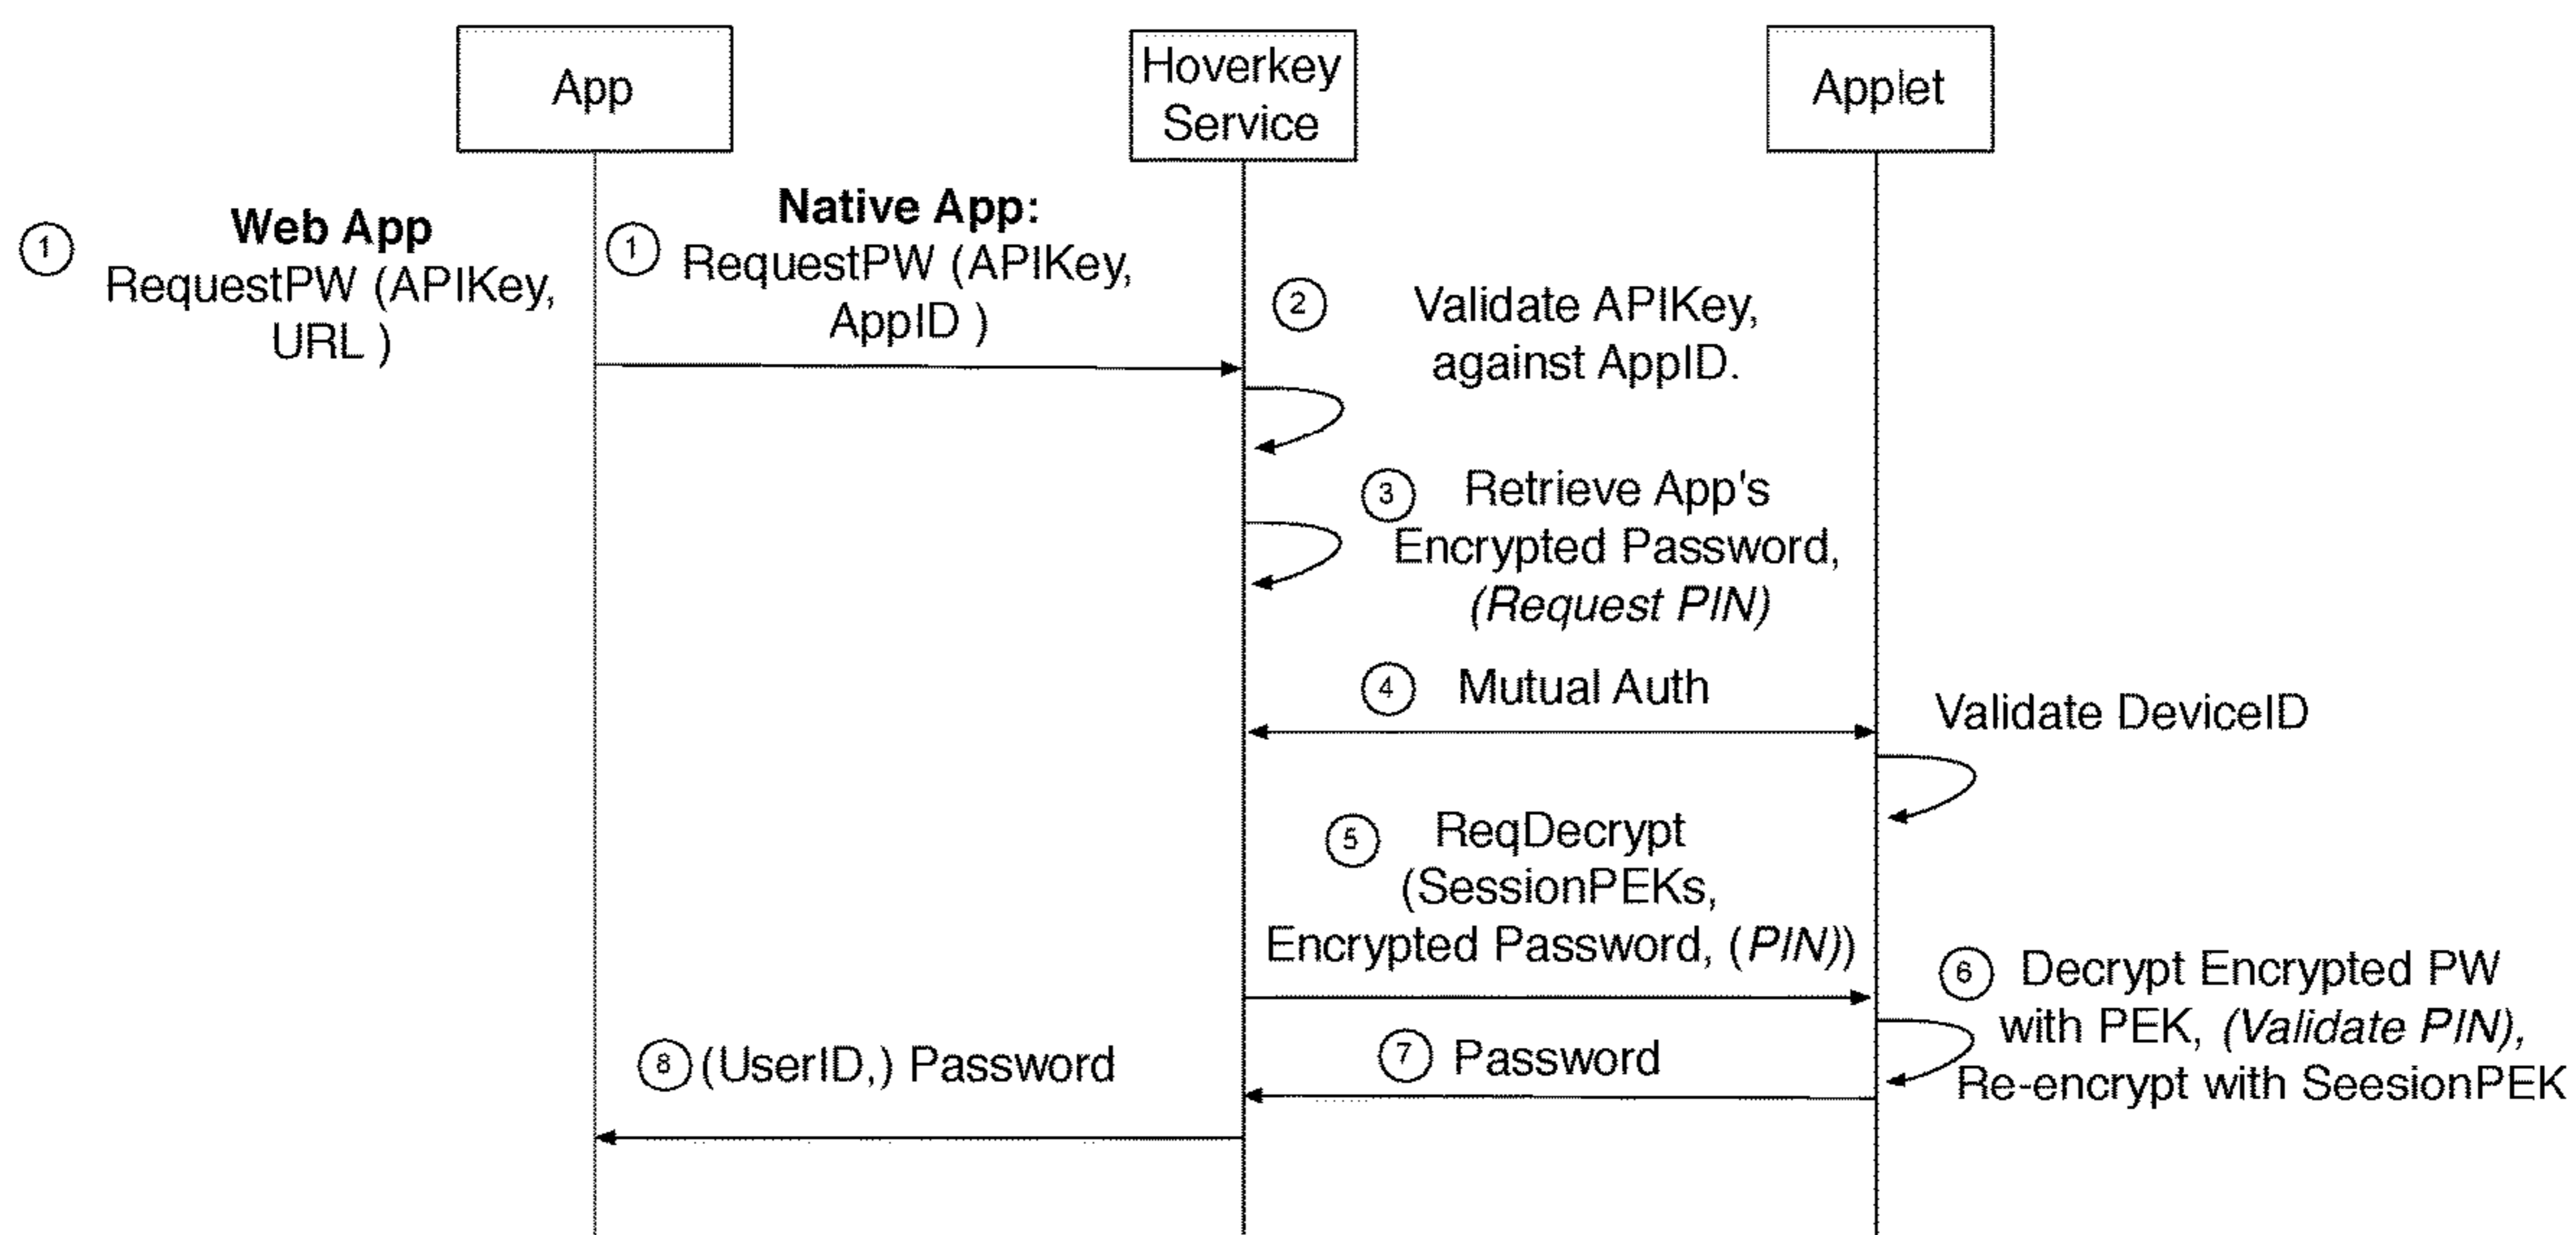 App
Hoverkey
Service
Applet
1
Web App
RequestPW (APIKey,
URL )
1
Native App:
RequestPW (APIKey,
AppID )
2
Validate APIKey,
against AppID.
3
Retrieve App's
Encrypted Password,
(Request PIN)
4
Mutual Auth
Validate DeviceID
5
ReqDecrypt
(SessionPEKs,
Encrypted Password, (PIN))
6
Decrypt Encrypted PW
with PEK, (Validate PIN),
Re-encrypt with SeesionPEK
7
Password
8
(UserID,) Password